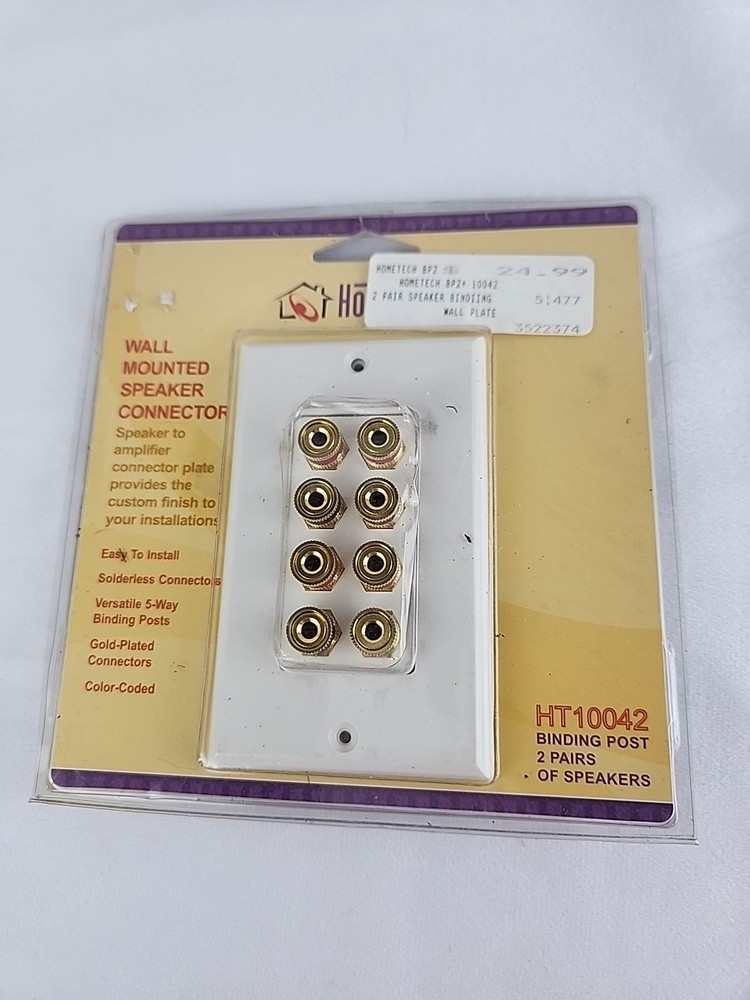 HOMETECH BP2 $ 24.99
HOMETECH BP2+ 10042
2 PAIR SPEAKER BINDIING 5¦477
WALL PLATE
3522374
Ho
WALL
MOUNTED
SPEAKER
CONNECTOR
Speaker to
amplifier
connector plate
provides the
custom finish to
your installations
Easy To Install
Solderless Connectors
Versatile 5-Way
Binding Posts
Gold-Plated
Connectors
Color-Coded
HT10042
BINDING POST
2 PAIRS
OF SPEAKERS